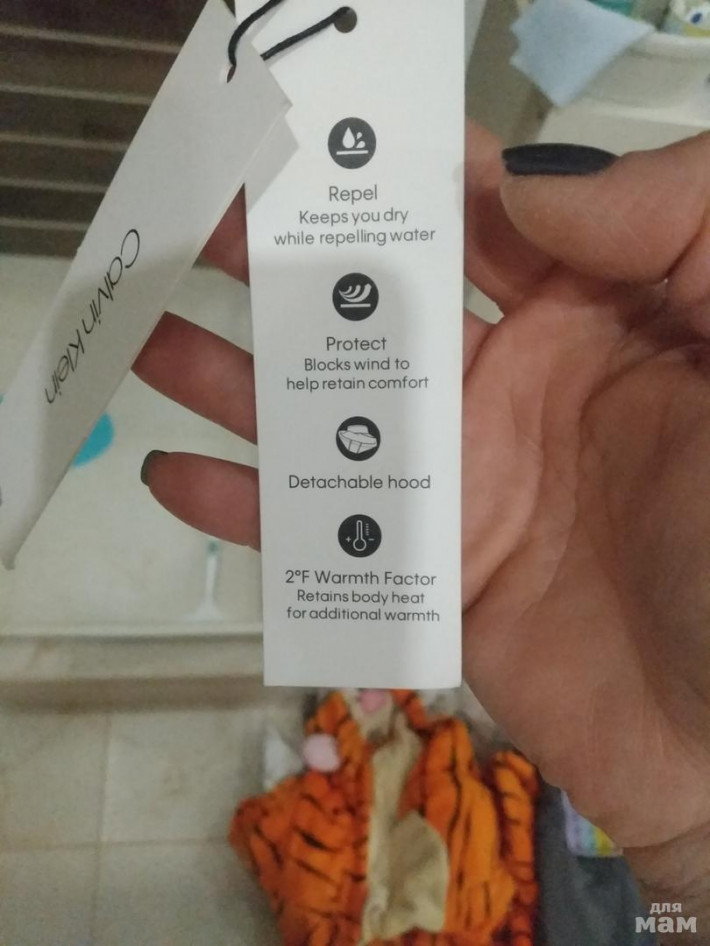 Calvin Klein
Repel
Keeps you dry
while repelling water
Protect
Blocks wind to
help retain comfort
Detachable hood
2°F Warmth Factor
Retains body heat
for additional warmth
для
мам